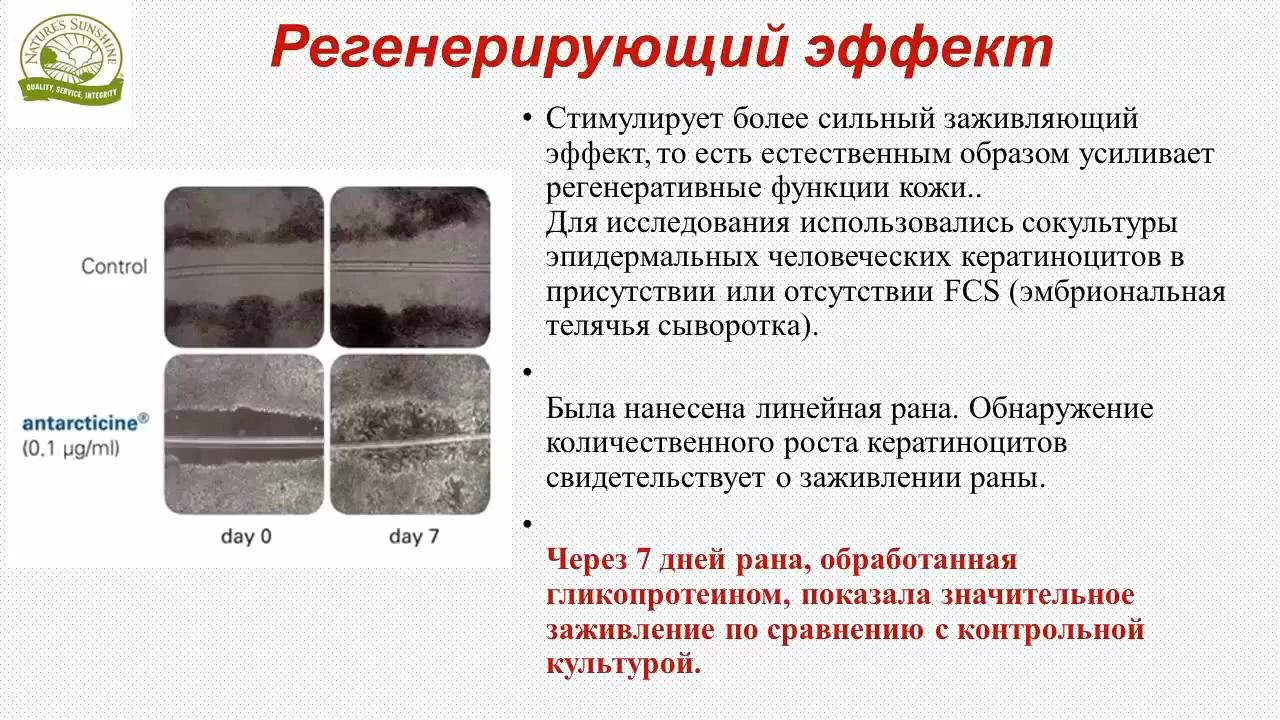 NATURE'S SUNSHINE
QUALITY, SERVICE, INTEGRITY
Регенерирующий эффект
• Стимулирует более сильный заживляющий
эффект, то есть естественным образом усиливает
регенеративные функции кожи..
Для исследования использовались сокультуры
эпидермальных человеческих кератиноцитов в
присутствии или отсутствии FCS (эмбриональная
телячья сыворотка).
•
Была нанесена линейная рана. Обнаружение
количественного роста кератиноцитов
свидетельствует о заживлении раны.
•
Через 7 дней рана, обработанная
гликопротеином, показала значительное
заживление по сравнению с контрольной
культурой.
Control
antarcticine®
(0.1 µg/ml)
day 0
day 7